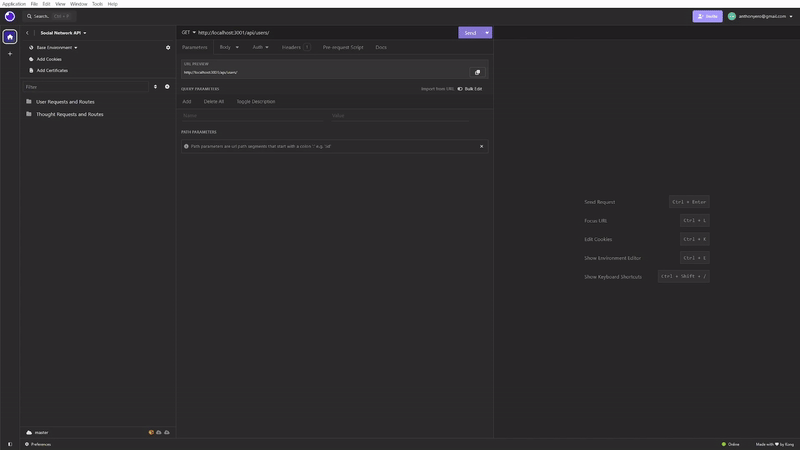 Application File Edit View Window Tools Help
Search.. Ctrl + P
Invite
Social Network API
Base Environment
Add Cookies
Add Certificates
Filter
User Requests and Routes
Thought Requests and Routes
master
Preferences
GET http://localhost:3001/api/users/ Send
Parameters Body Auth Headers 1 Pre-request Script Docs
URL PREVIEW
http://localhost:3001/api/users/
QUERY PARAMETERS Import from URL Bulk Edit
Add Delete All Toggle Description
Name Value
PATH PARAMETERS
Path parameters are url path segments that start with a colon ':' e.g. ':id'
Send Request Ctrl + Enter
Focus URL Ctrl + L
Edit Cookies Ctrl + K
Show Environment Editor Ctrl + E
Show Keyboard Shortcuts Ctrl + Shift + /
Online Made with ♥ by Kong